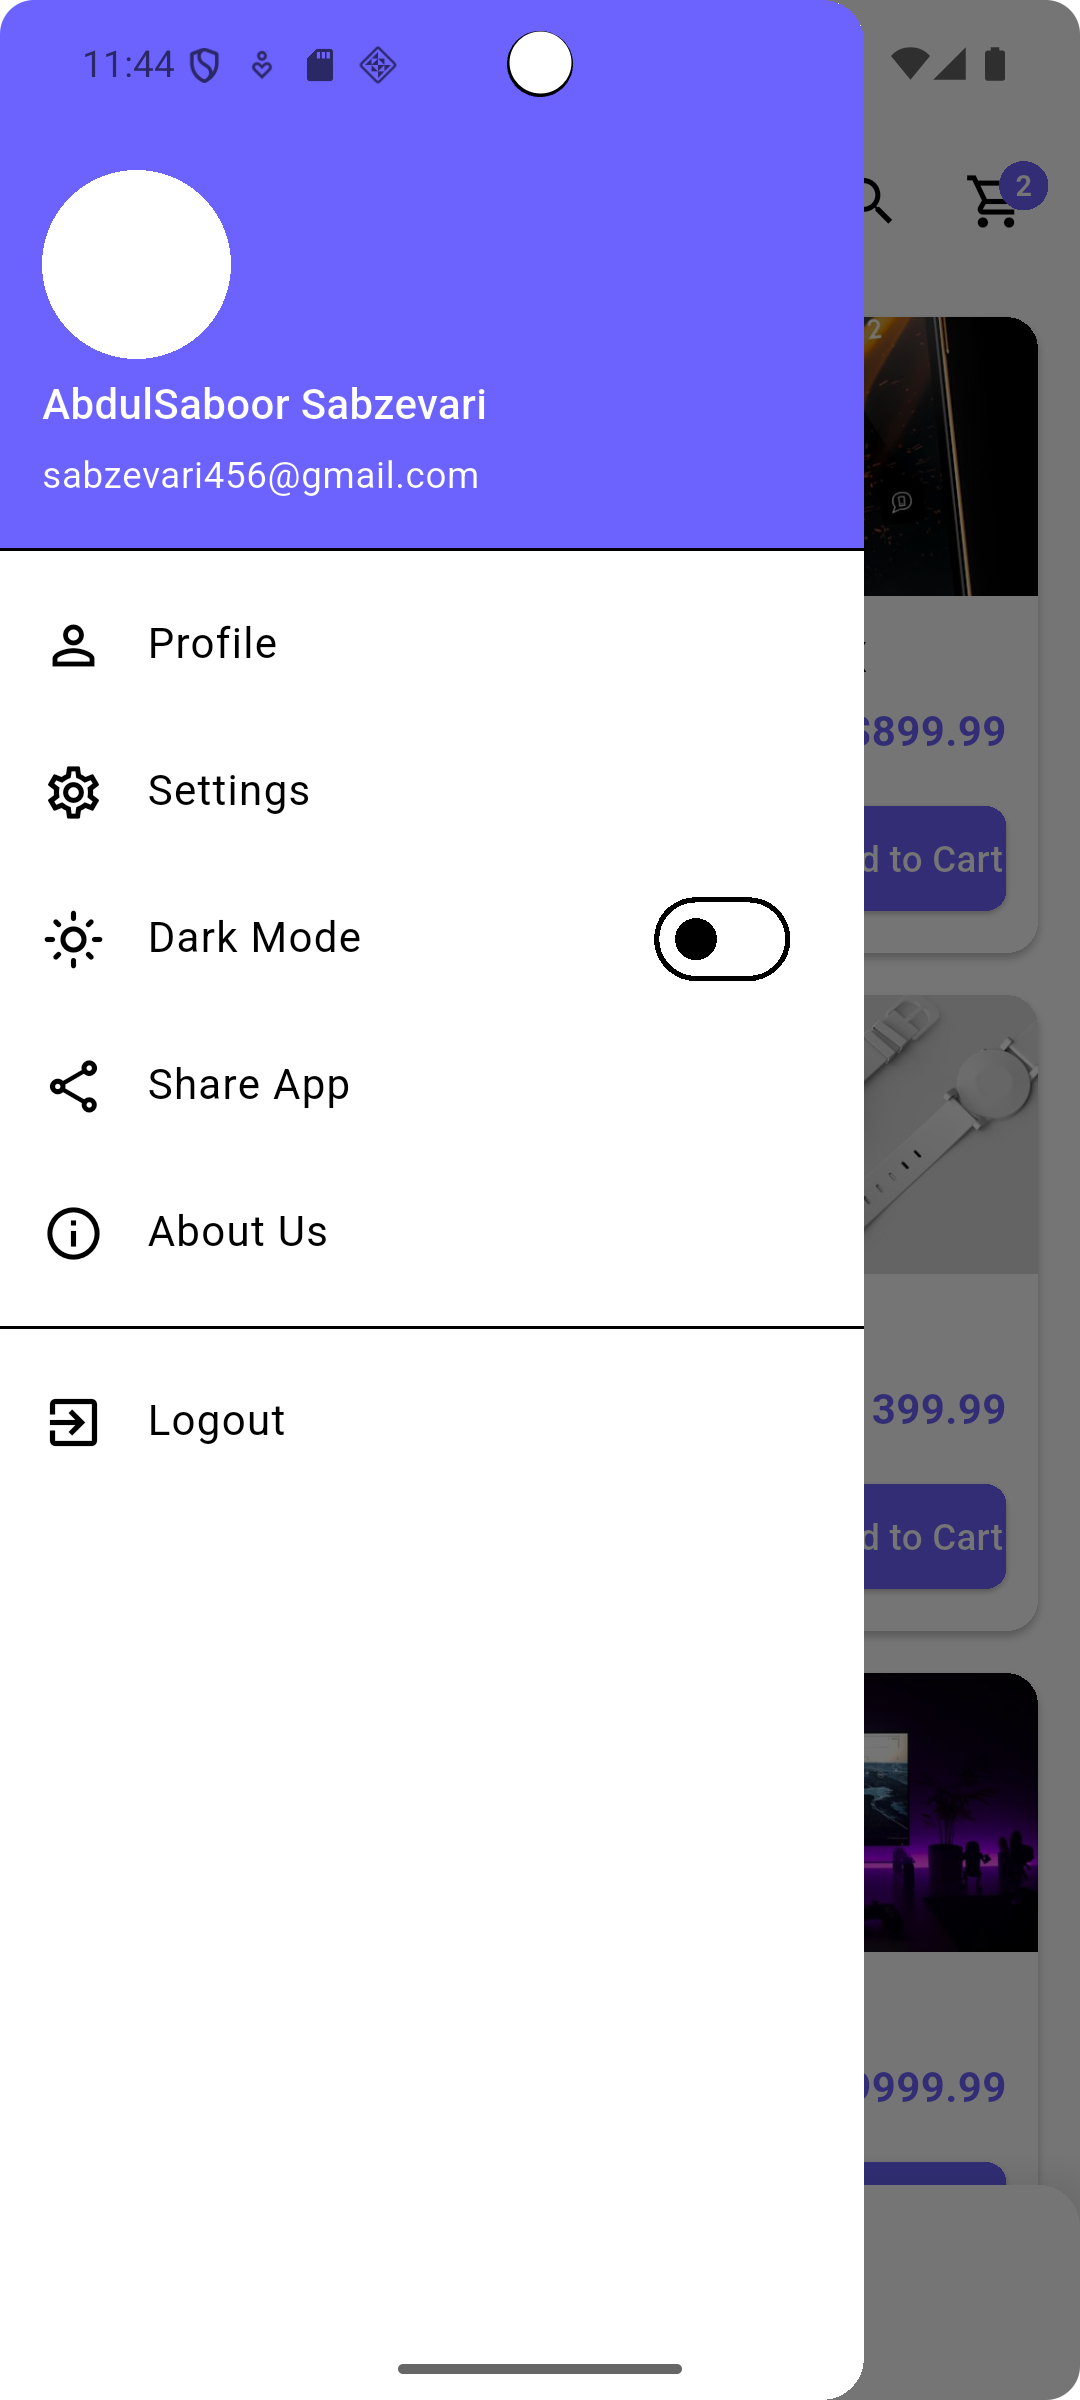 11:44
2
AbdulSaboor Sabzevari
sabzevari456@gmail.com
Profile
$899.99
Settings
d to Cart
Dark Mode
Share App
About Us
399.99
Logout
d to Cart
9999.99